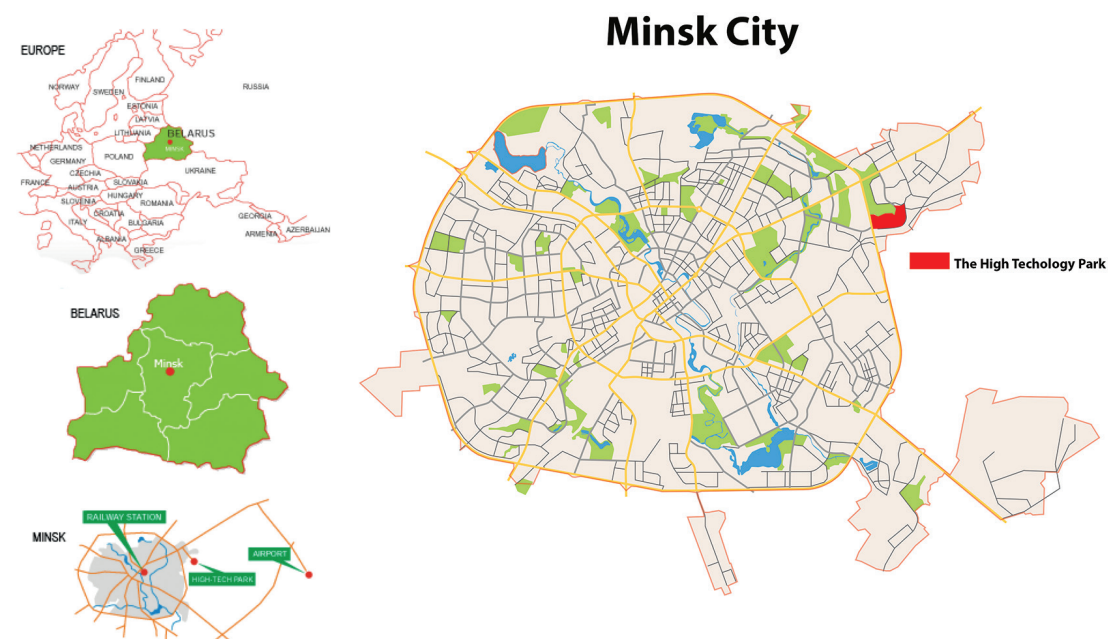 Minsk City
EUROPE
NORWAY
SWEDEN
FINLAND
RUSSIA
ESTONIA
LATVIA
LITHUANIA
BELARUS
MINSK
NETHERLANDS
GERMANY
POLAND
UKRAINE
CZECHIA
FRANCE
AUSTRIA
SLOVAKIA
HUNGARY
SLOVENIA
ROMANIA
CROATIA
ITALY
BULGARIA
GEORGIA
ARMENIA
AZERBAIJAN
ALBANIA
GREECE
The High Techology Park
BELARUS
Minsk
MINSK
RAILWAY STATION
AIRPORT
HIGH-TECH PARK